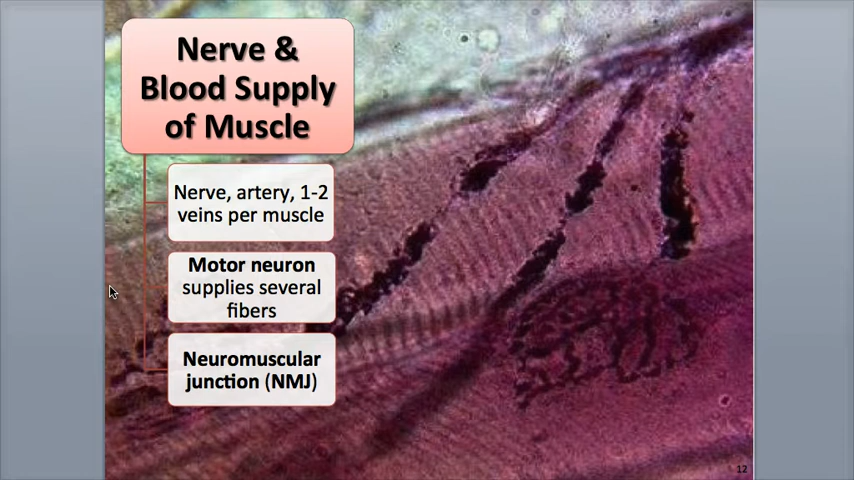 Nerve &
Blood Supply
of Muscle
Nerve, artery, 1-2
veins per muscle
Motor neuron
supplies several
fibers
Neuromuscular
junction (NMJ)
12